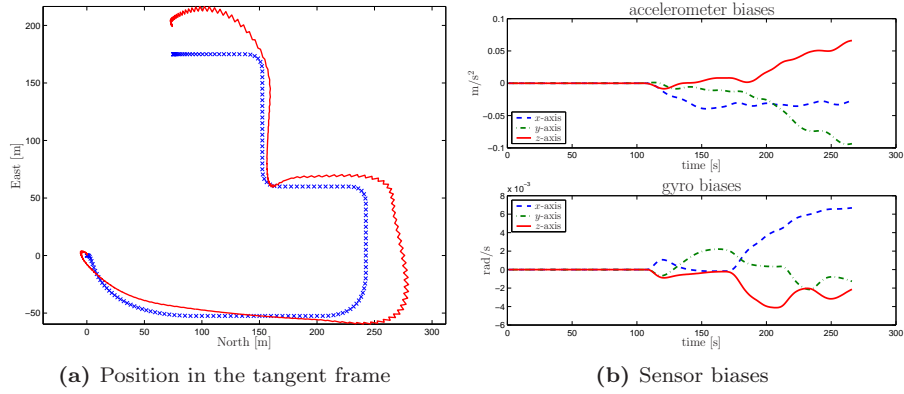 200
150
100
50
0
−50
East [m]
0 50 100 150 200 250 300
North [m]
(a) Position in the tangent frame
accelerometer biases
0.1
0.05
0
−0.05
−0.1
m/s²
x-axis
y-axis
z-axis
0 50 100 150 200 250 300
time [s]
gyro biases
x 10⁻³
8
6
4
2
0
−2
−4
−6
rad/s
x-axis
y-axis
z-axis
0 50 100 150 200 250 300
time [s]
(b) Sensor biases